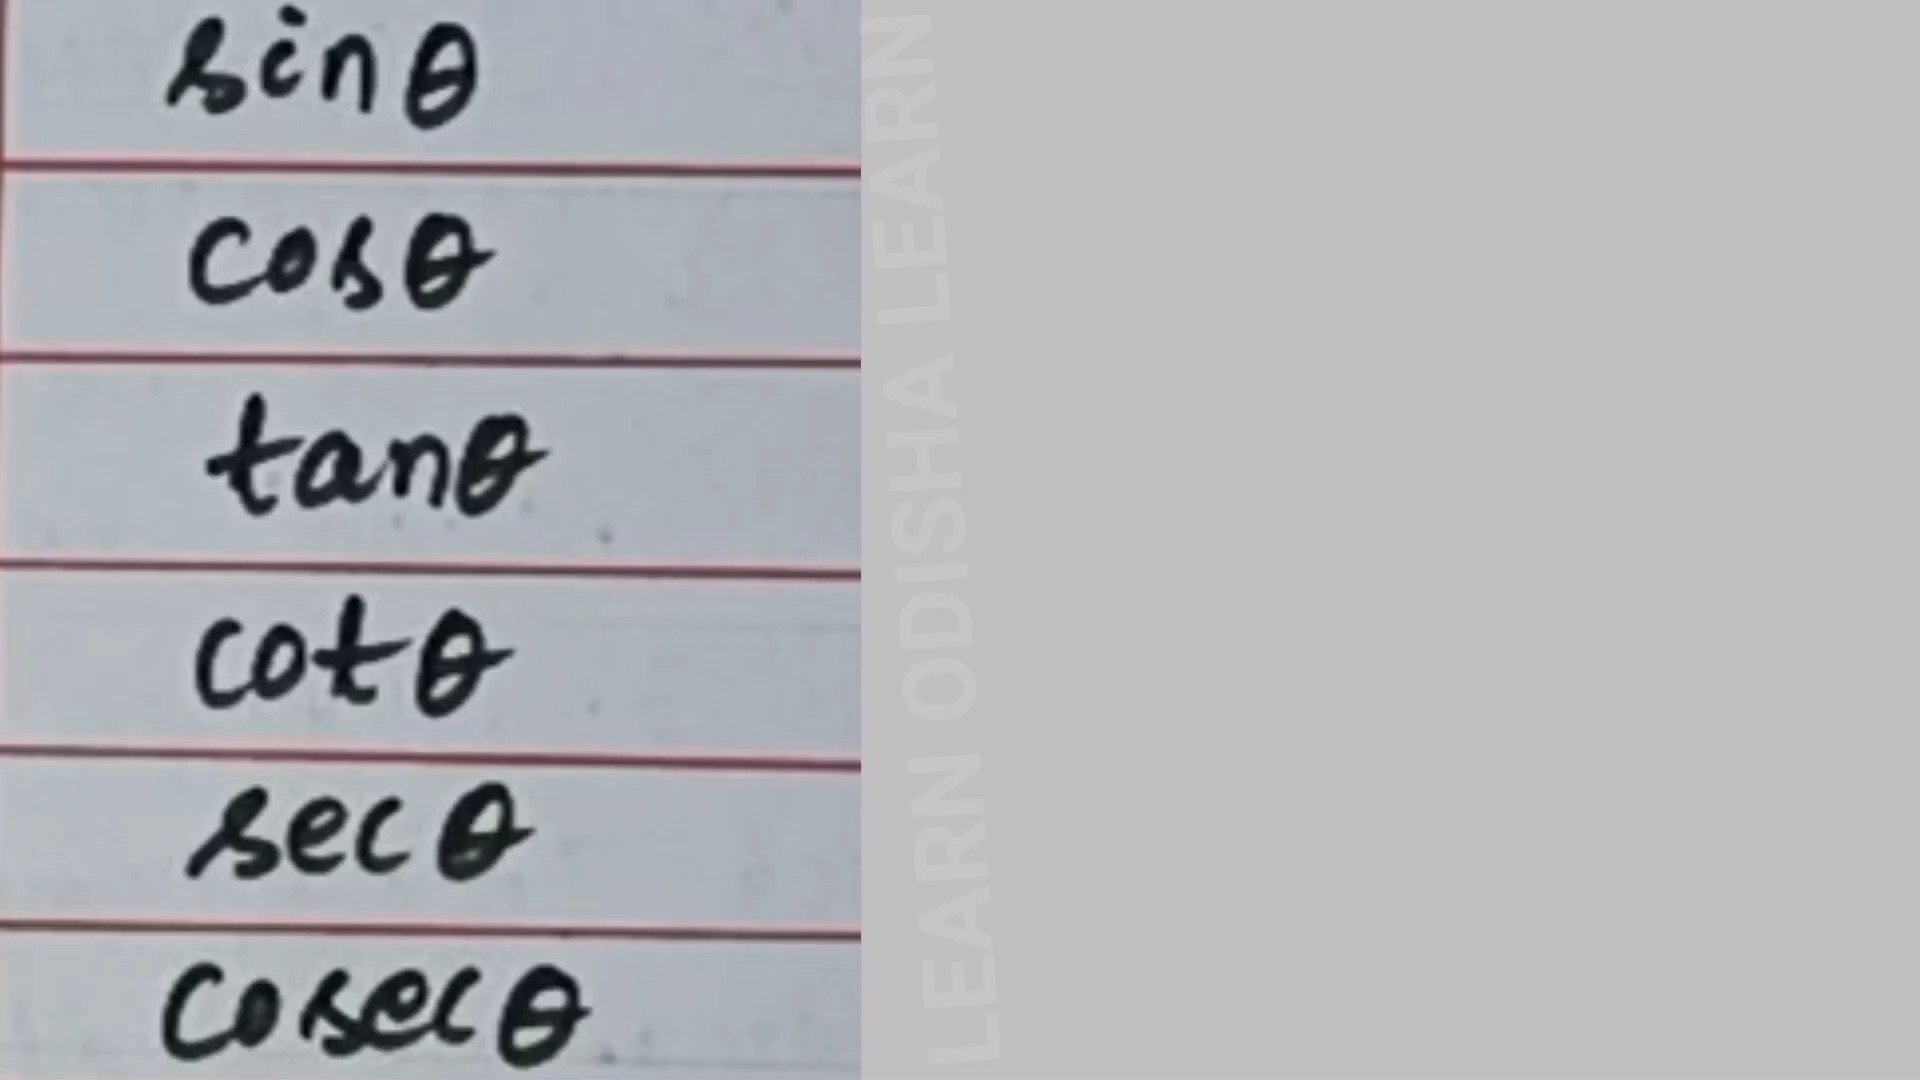 sinθ
cosθ
tanθ
cotθ
secθ
cosecθ
LEARN ODISHA LEARN